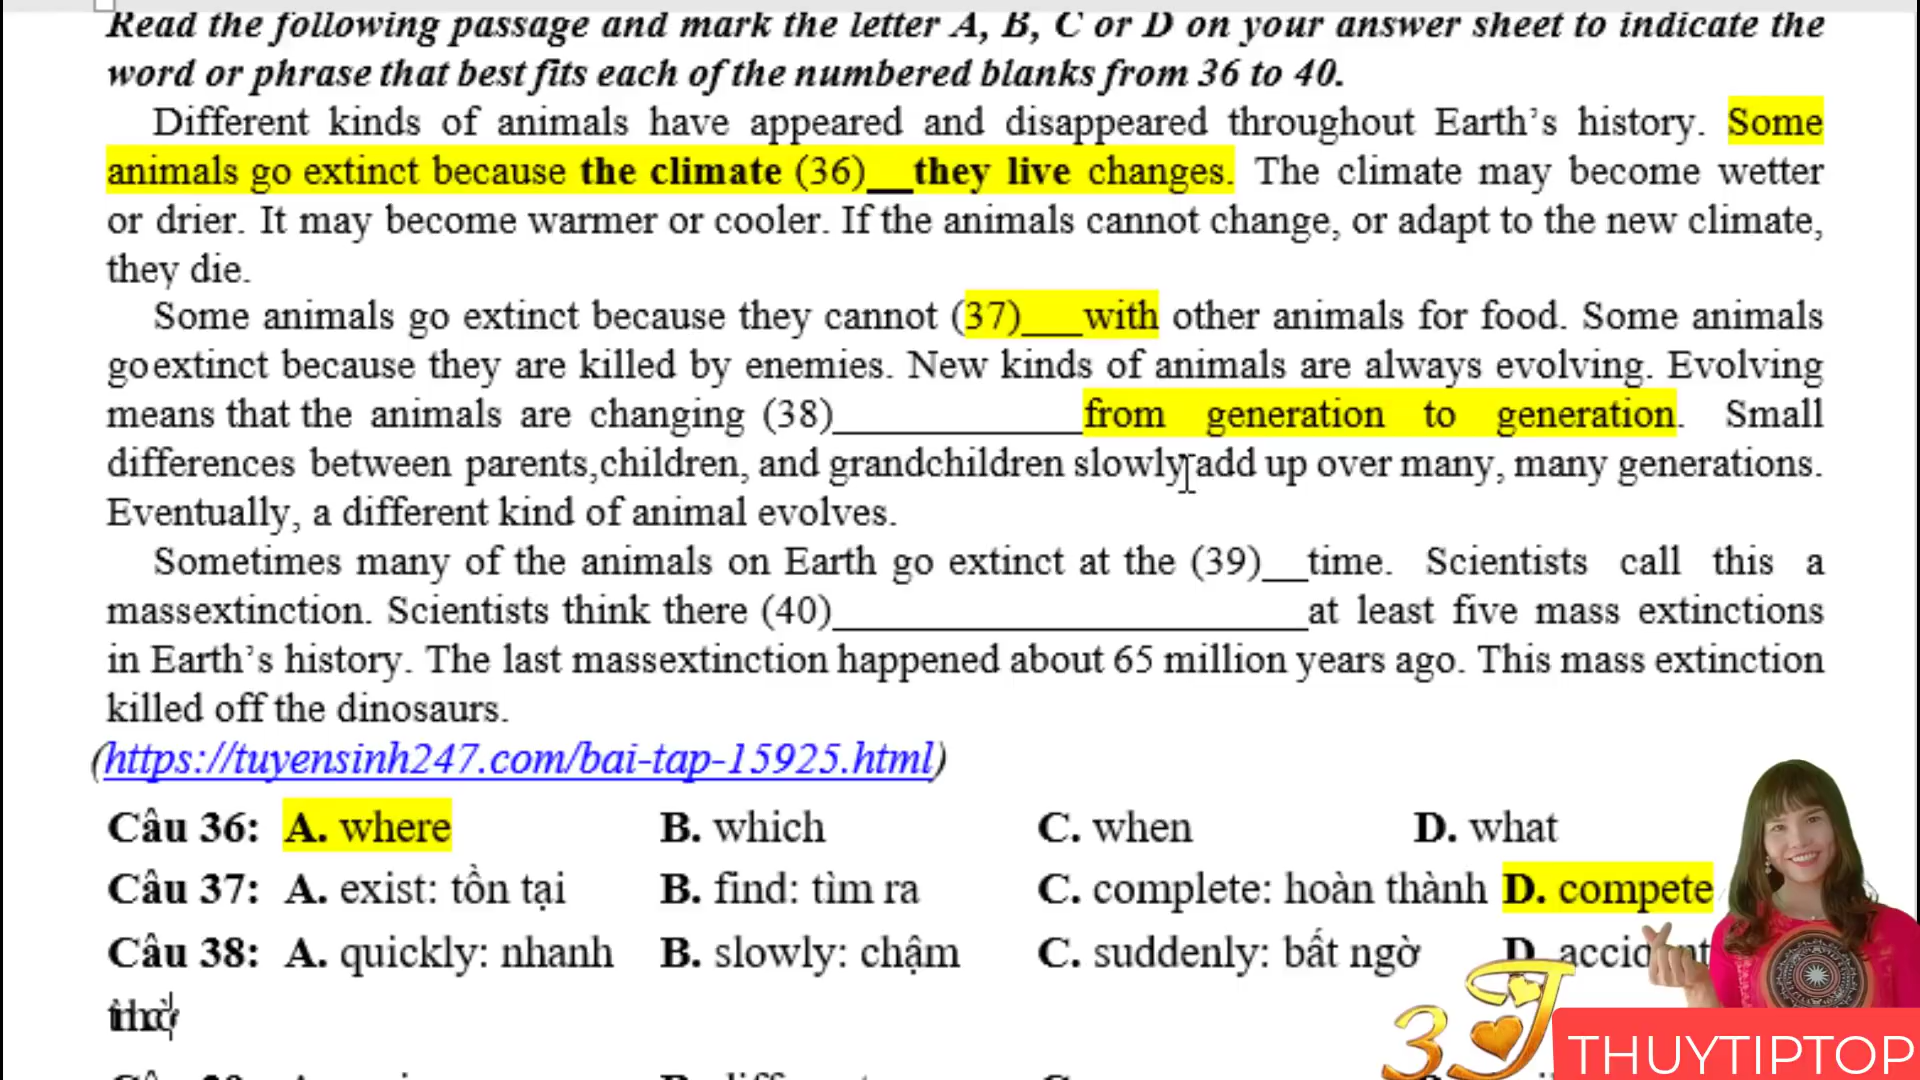 Read the following passage and mark the letter A, B, C or D on your answer sheet to indicate the
word or phrase that best fits each of the numbered blanks from 36 to 40.
Different kinds of animals have appeared and disappeared throughout Earth's history. Some
animals go extinct because the climate (36)__they live changes. The climate may become wetter
or drier. It may become warmer or cooler. If the animals cannot change, or adapt to the new climate,
they die.
Some animals go extinct because they cannot (37)___with other animals for food. Some animals
goextinct because they are killed by enemies. New kinds of animals are always evolving. Evolving
means that the animals are changing (38)____________from generation to generation. Small
differences between parents,children, and grandchildren slowly add up over many, many generations.
Eventually, a different kind of animal evolves.
Sometimes many of the animals on Earth go extinct at the (39)__time. Scientists call this a
massextinction. Scientists think there (40)_______________________at least five mass extinctions
in Earth's history. The last massextinction happened about 65 million years ago. This mass extinction
killed off the dinosaurs.
(https://tuyensinh247.com/bai-tap-15925.html)
Câu 36: A. where B. which C. when D. what
Câu 37: A. exist: tồn tại B. find: tìm ra C. complete: hoàn thành D. compete
Câu 38: A. quickly: nhanh B. slowly: chậm C. suddenly: bất ngờ D.
3T
THUYTIPTOP